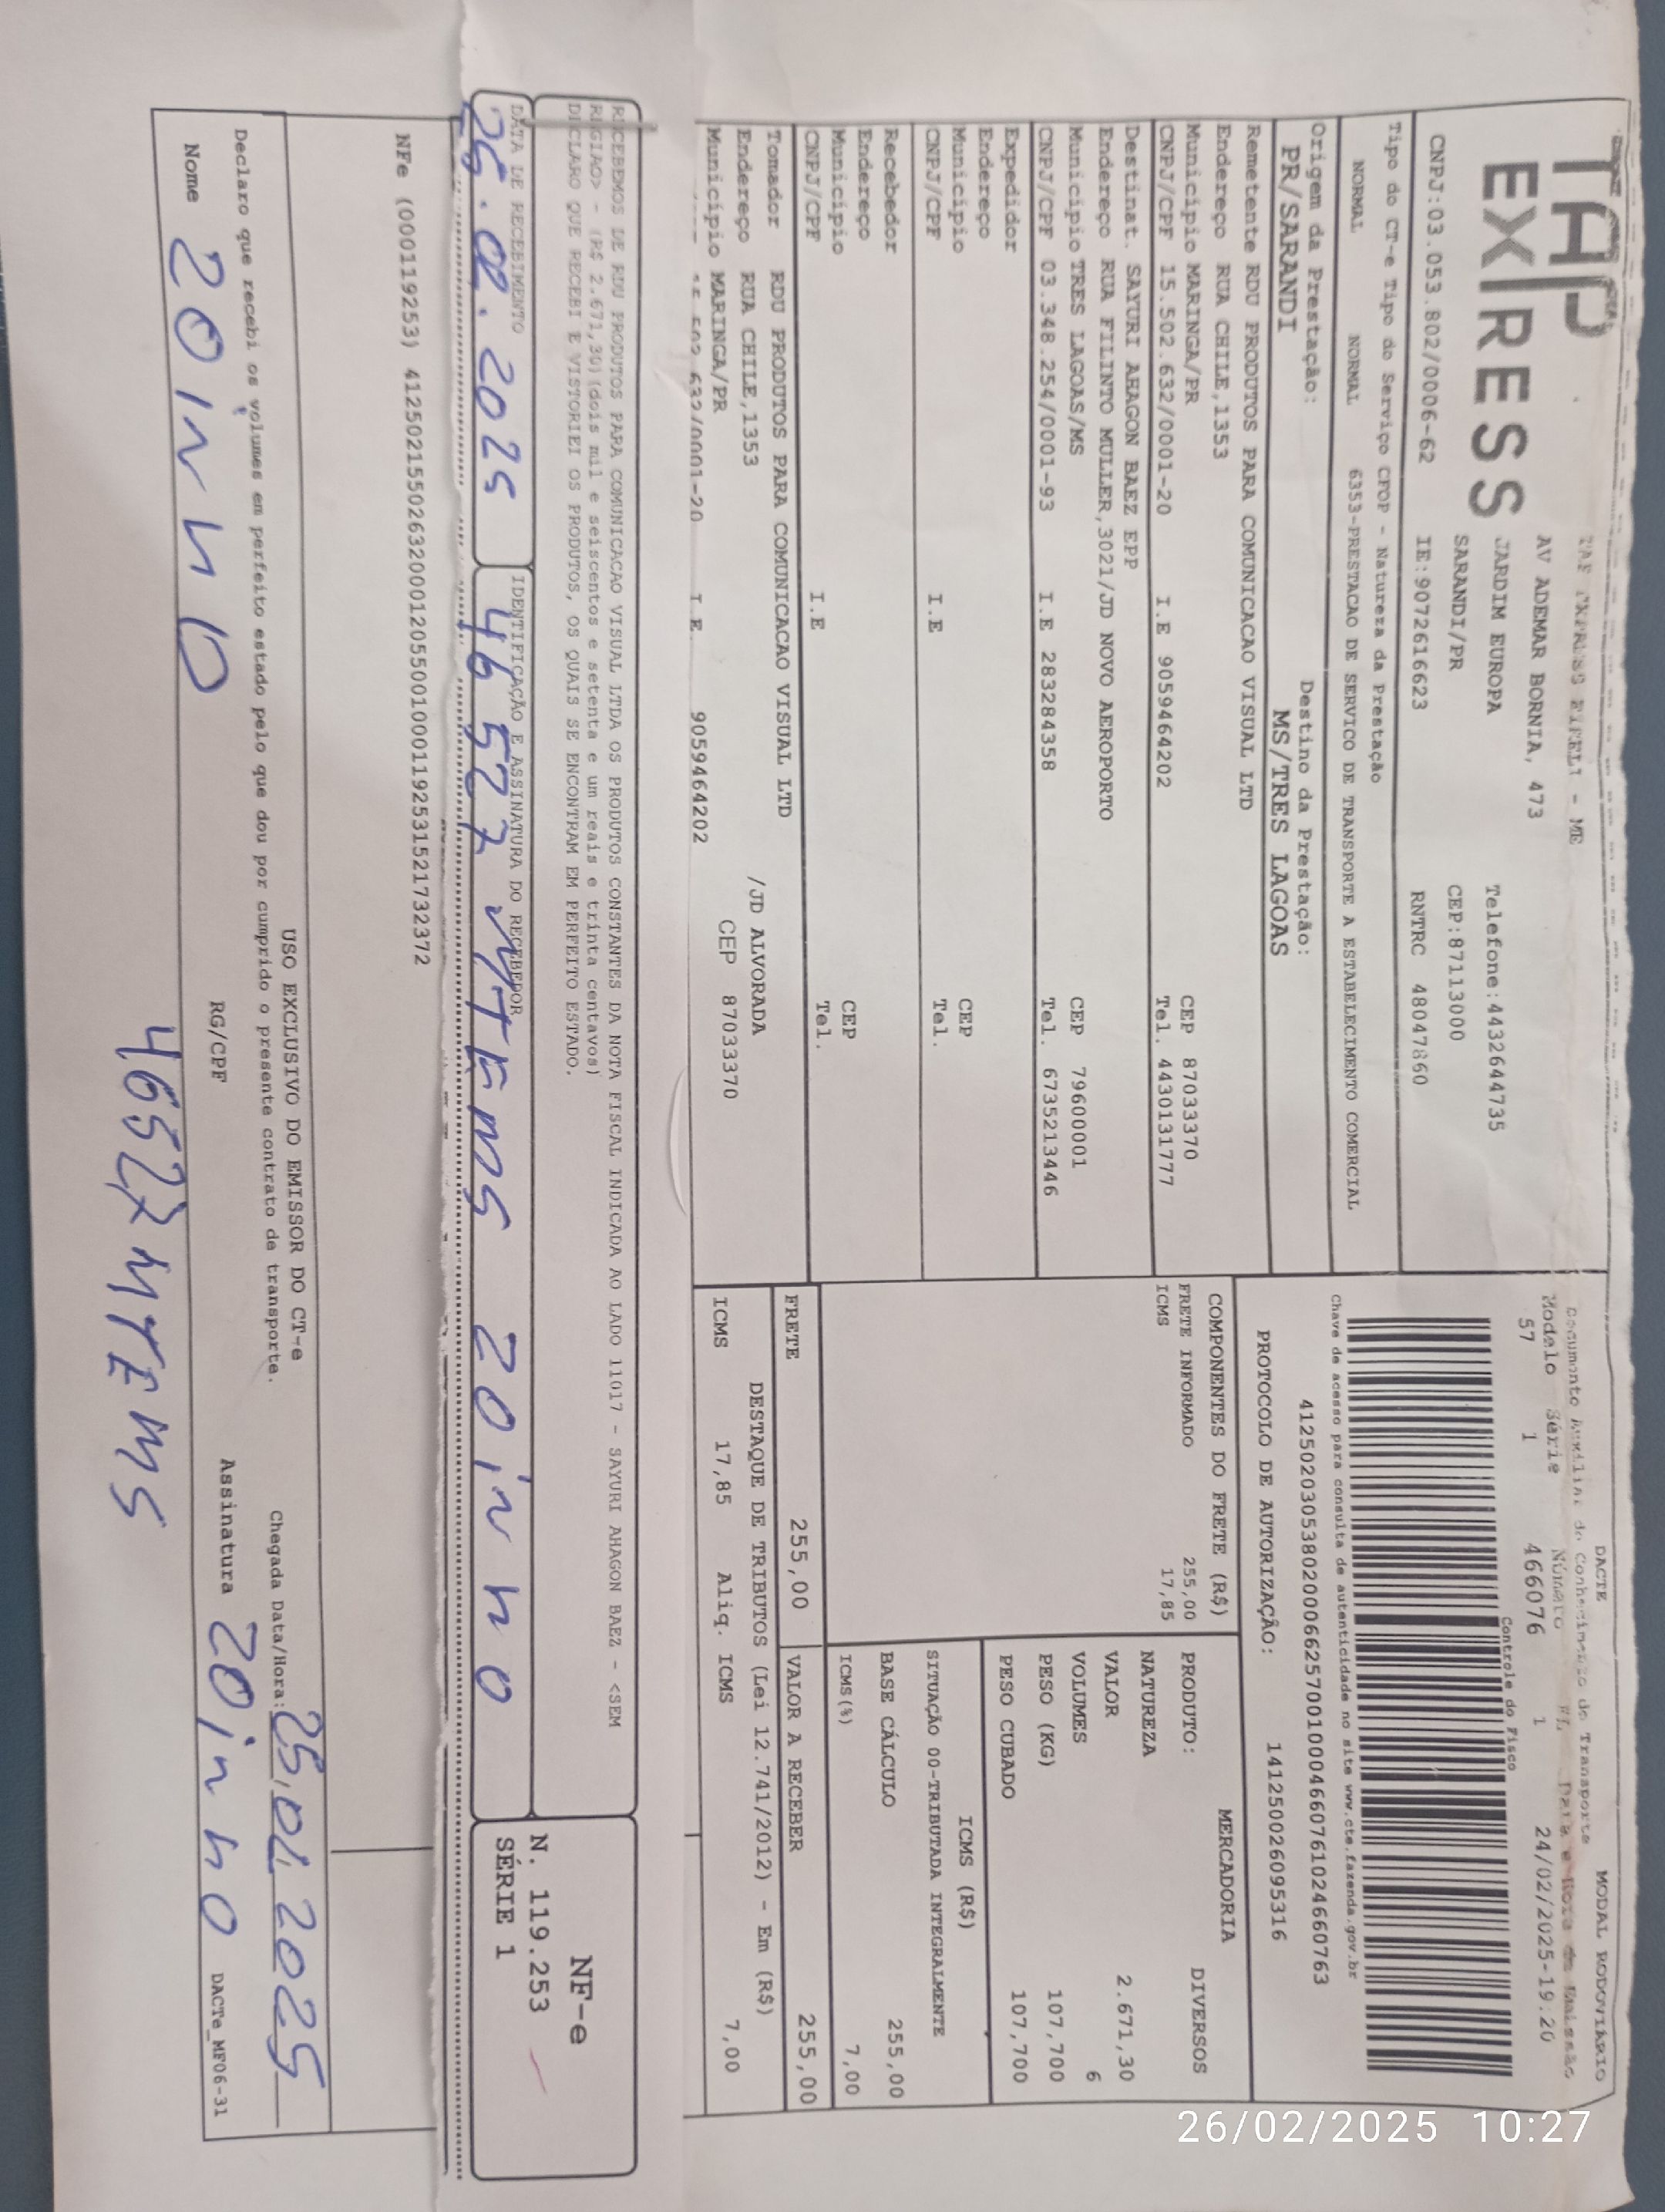 TAP
EXPRESS
AV ADEMAR BORNIA, 473
JARDIM EUROPA Telefone:4432644735
SARANDI/PR CEP:87113000
CNPJ:03.053.802/0006-62 IE:9072616623 RNTRC 48047860
Tipo do CT-e Tipo do Serviço CFOP - Natureza da Prestação
NORMAL NORMAL 6353-PRESTACAO DE SERVICO DE TRANSPORTE A ESTABELECIMENTO COMERCIAL
Origem da Prestação: Destino da Prestação:
PR/SARANDI MS/TRES LAGOAS
Remetente RDU PRODUTOS PARA COMUNICACAO VISUAL LTD
Endereço RUA CHILE,1353
Município MARINGA/PR CEP 87033370
CNPJ/CPF 15.502.632/0001-20 I.E 9059464202 Tel. 443013177​7
Destinat. SAYURI AHAGON BAEZ EPP
Endereço RUA FILINTO MULLER,3021/JD NOVO AEROPORTO
Município TRES LAGOAS/MS CEP 79600001
CNPJ/CPF 03.348.254/0001-93 I.E 283284358 Tel. 6735213446
Expedidor
Endereço
Município CEP
CNPJ/CPF I.E Tel.
Recebedor
Endereço
Município CEP
CNPJ/CPF I.E Tel.
Tomador RDU PRODUTOS PARA COMUNICACAO VISUAL LTD
Endereço RUA CHILE,1353 /JD ALVORADA
Município MARINGA/PR CEP 87033370
I.E 9059464202
DACTE MODAL RODOVIÁRIO
Documento Auxiliar do Conhecimento de Transporte
Modelo Série Número FL Data e Hora de Emissão
57 1 466076 1 24/02/2025-19:20
Controle do Fisco
Chave de acesso para consulta de autenticidade no site www.cte.fazenda.gov.br
41250203053802000662570010004660761024660763
PROTOCOLO DE AUTORIZAÇÃO: 141250026095316
COMPONENTES DO FRETE (R$)
FRETE INFORMADO 255,00
ICMS 17,85
MERCADORIA
PRODUTO: DIVERSOS
NATUREZA
VALOR 2.671,30
VOLUMES 6
PESO (KG) 107,700
PESO CUBADO 107,700
ICMS (R$)
SITUAÇÃO 00-TRIBUTADA INTEGRALMENTE
BASE CÁLCULO 255,00
ICMS(%) 7,00
FRETE 255,00 VALOR A RECEBER 255,00
DESTAQUE DE TRIBUTOS (Lei 12.741/2012) - Em (R$)
ICMS 17,85 Aliq. ICMS 7,00
RECEBEMOS DE RDU PRODUTOS PARA COMUNICACAO VISUAL LTDA OS PRODUTOS CONSTANTES DA NOTA FISCAL INDICADA AO LADO 11017 - SAYURI AHAGON BAEZ - <SEM
REGIAO> - (R$ 2.671,30)(dois mil e seiscentos e setenta e um reais e trinta centavos)
DECLARO QUE RECEBI E VISTORIEI OS PRODUTOS, OS QUAIS SE ENCONTRAM EM PERFEITO ESTADO.
DATA DE RECEBIMENTO IDENTIFICAÇÃO E ASSINATURA DO RECEBEDOR
25.02.2025 46527 MTEMS 20inho
NF-e
N. 119.253
SÉRIE 1
NFe (000119253) 41250215502632000120550010001192531521732372
USO EXCLUSIVO DO EMISSOR DO CT-e
Declaro que recebi os volumes em perfeito estado pelo que dou por cumprido o presente contrato de transporte. Chegada Data/Hora: 25,02,2025
Nome 20inh0 RG/CPF Assinatura 20inho DACTe_MF06-31
46527 MTEMS
26/02/2025 10:27